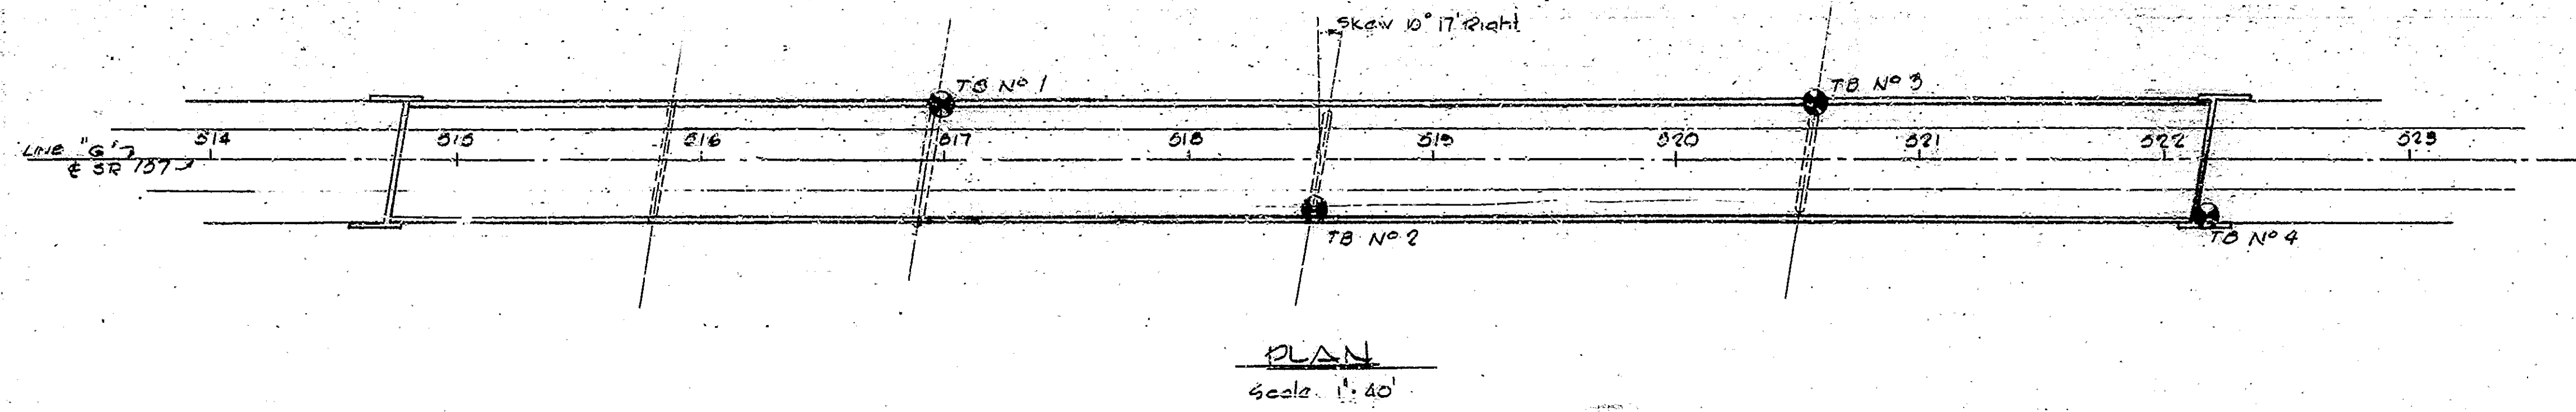 Skew 10° 17' Right
TB Nº 1
TB Nº 3
514
515
516
517
518
519
520
521
522
523
LINE "G"
℄ SR 157
TB Nº 2
TB Nº 4
PLAN
Scale 1": 40'